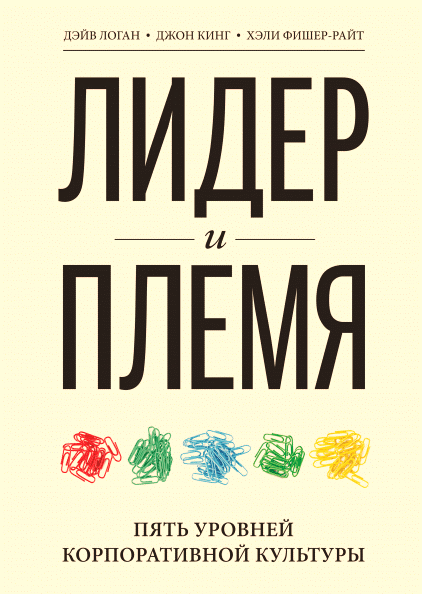 ДЭЙВ ЛОГАН • ДЖОН КИНГ • ХЭЛИ ФИШЕР-РАЙТ
ЛИДЕР
и
ПЛЕМЯ
ПЯТЬ УРОВНЕЙ
КОРПОРАТИВНОЙ КУЛЬТУРЫ